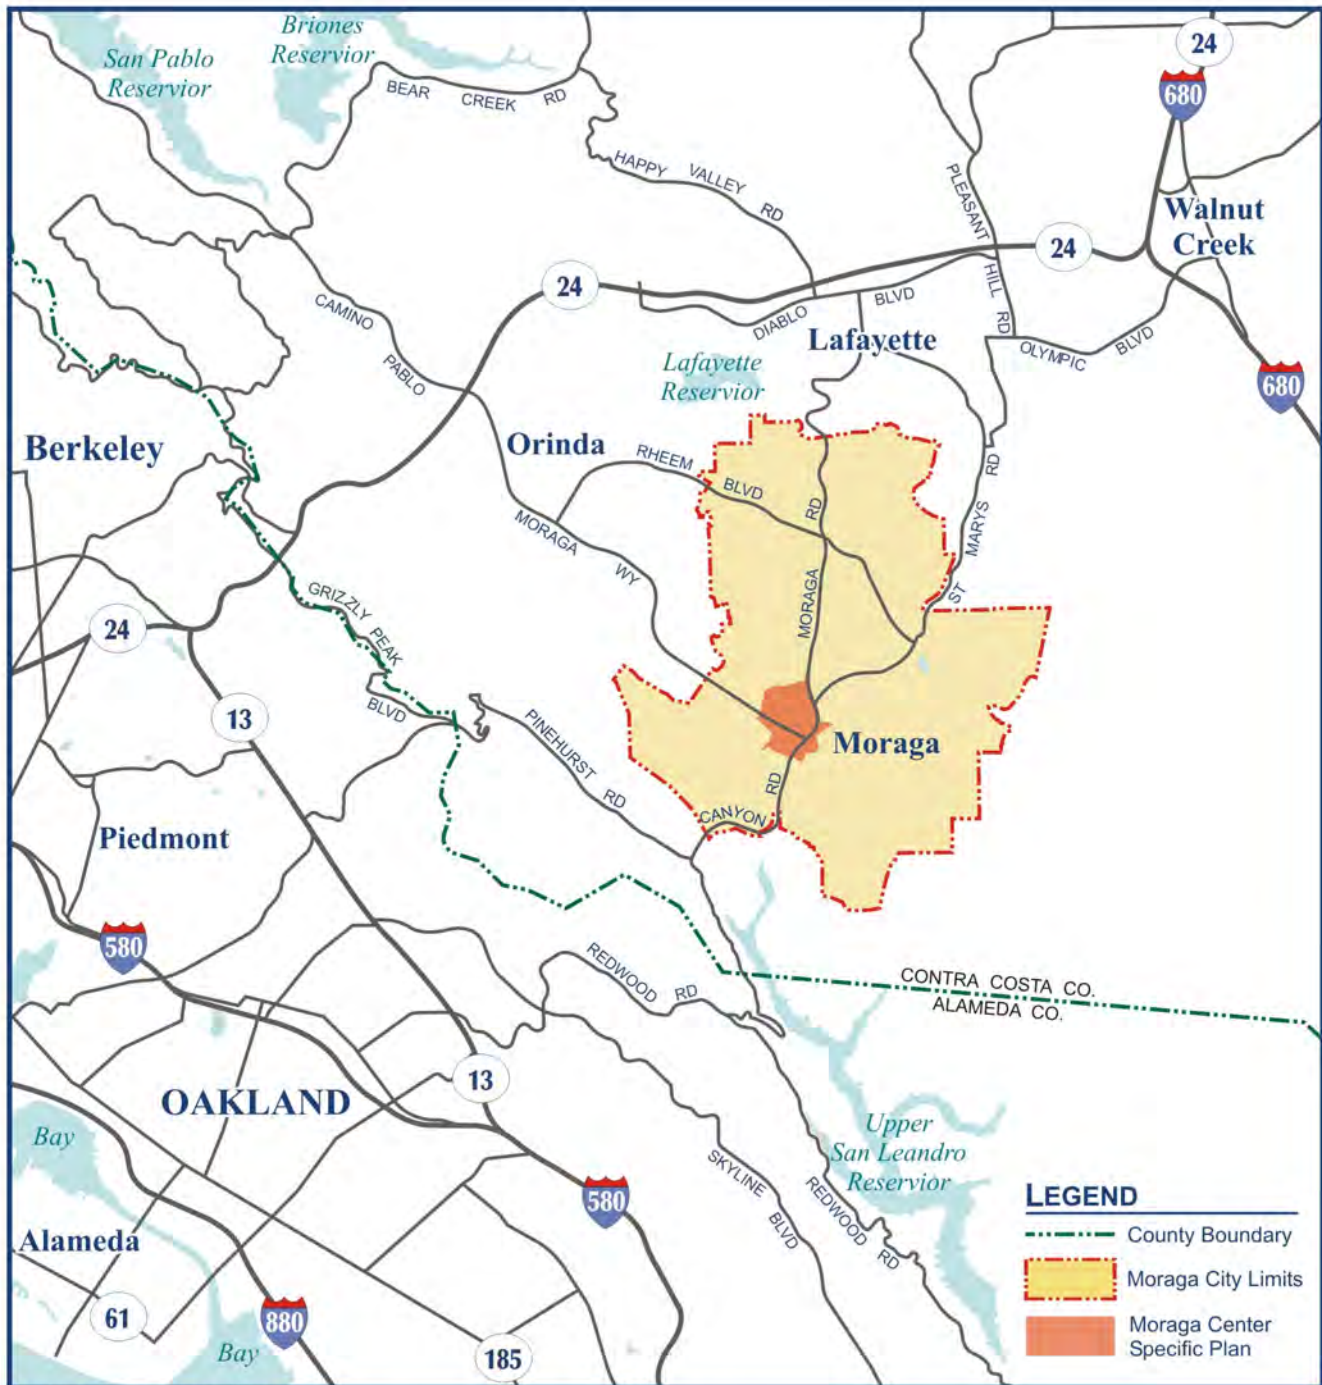 Briones
Reservior
San Pablo
Reservior
24
680
BEAR CREEK RD
HAPPY VALLEY RD
PLEASANT HILL RD
Walnut
Creek
24
24
CAMINO PABLO
DIABLO BLVD
Lafayette
OLYMPIC BLVD
Lafayette
Reservior
680
Berkeley
Orinda
RHEEM BLVD
MORAGA WY
MORAGA RD
ST MARYS RD
GRIZZLY PEAK BLVD
24
13
PINEHURST RD
Moraga
CANYON RD
Piedmont
580
REDWOOD RD
CONTRA COSTA CO.
ALAMEDA CO.
13
OAKLAND
Bay
Upper
San Leandro
Reservior
SKYLINE BLVD
REDWOOD RD
580
Alameda
61
880
Bay
185
LEGEND
County Boundary
Moraga City Limits
Moraga Center
Specific Plan